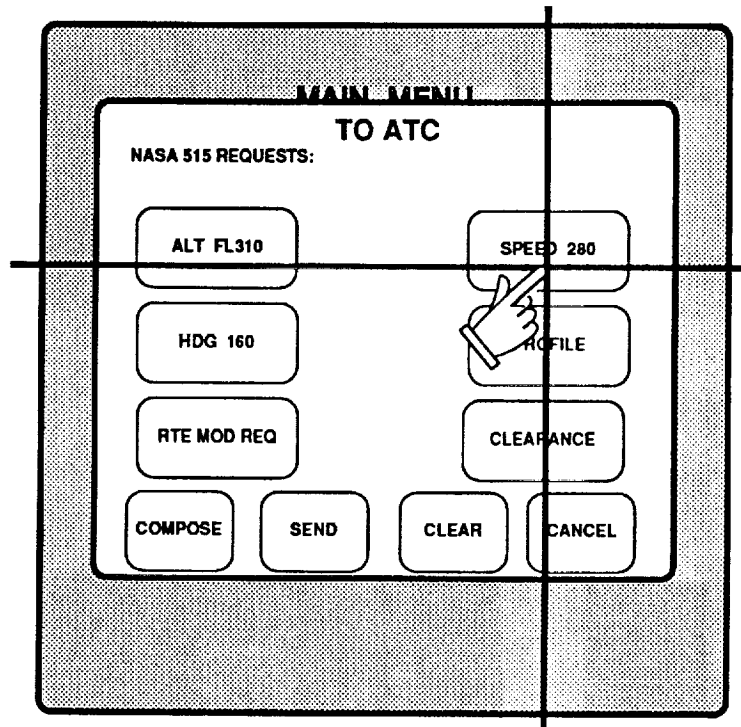 MAIN MENU
TO ATC
NASA 515 REQUESTS:
ALT FL310
SPEED 280
HDG 160
PROFILE
RTE MOD REQ
CLEARANCE
COMPOSE
SEND
CLEAR
CANCEL